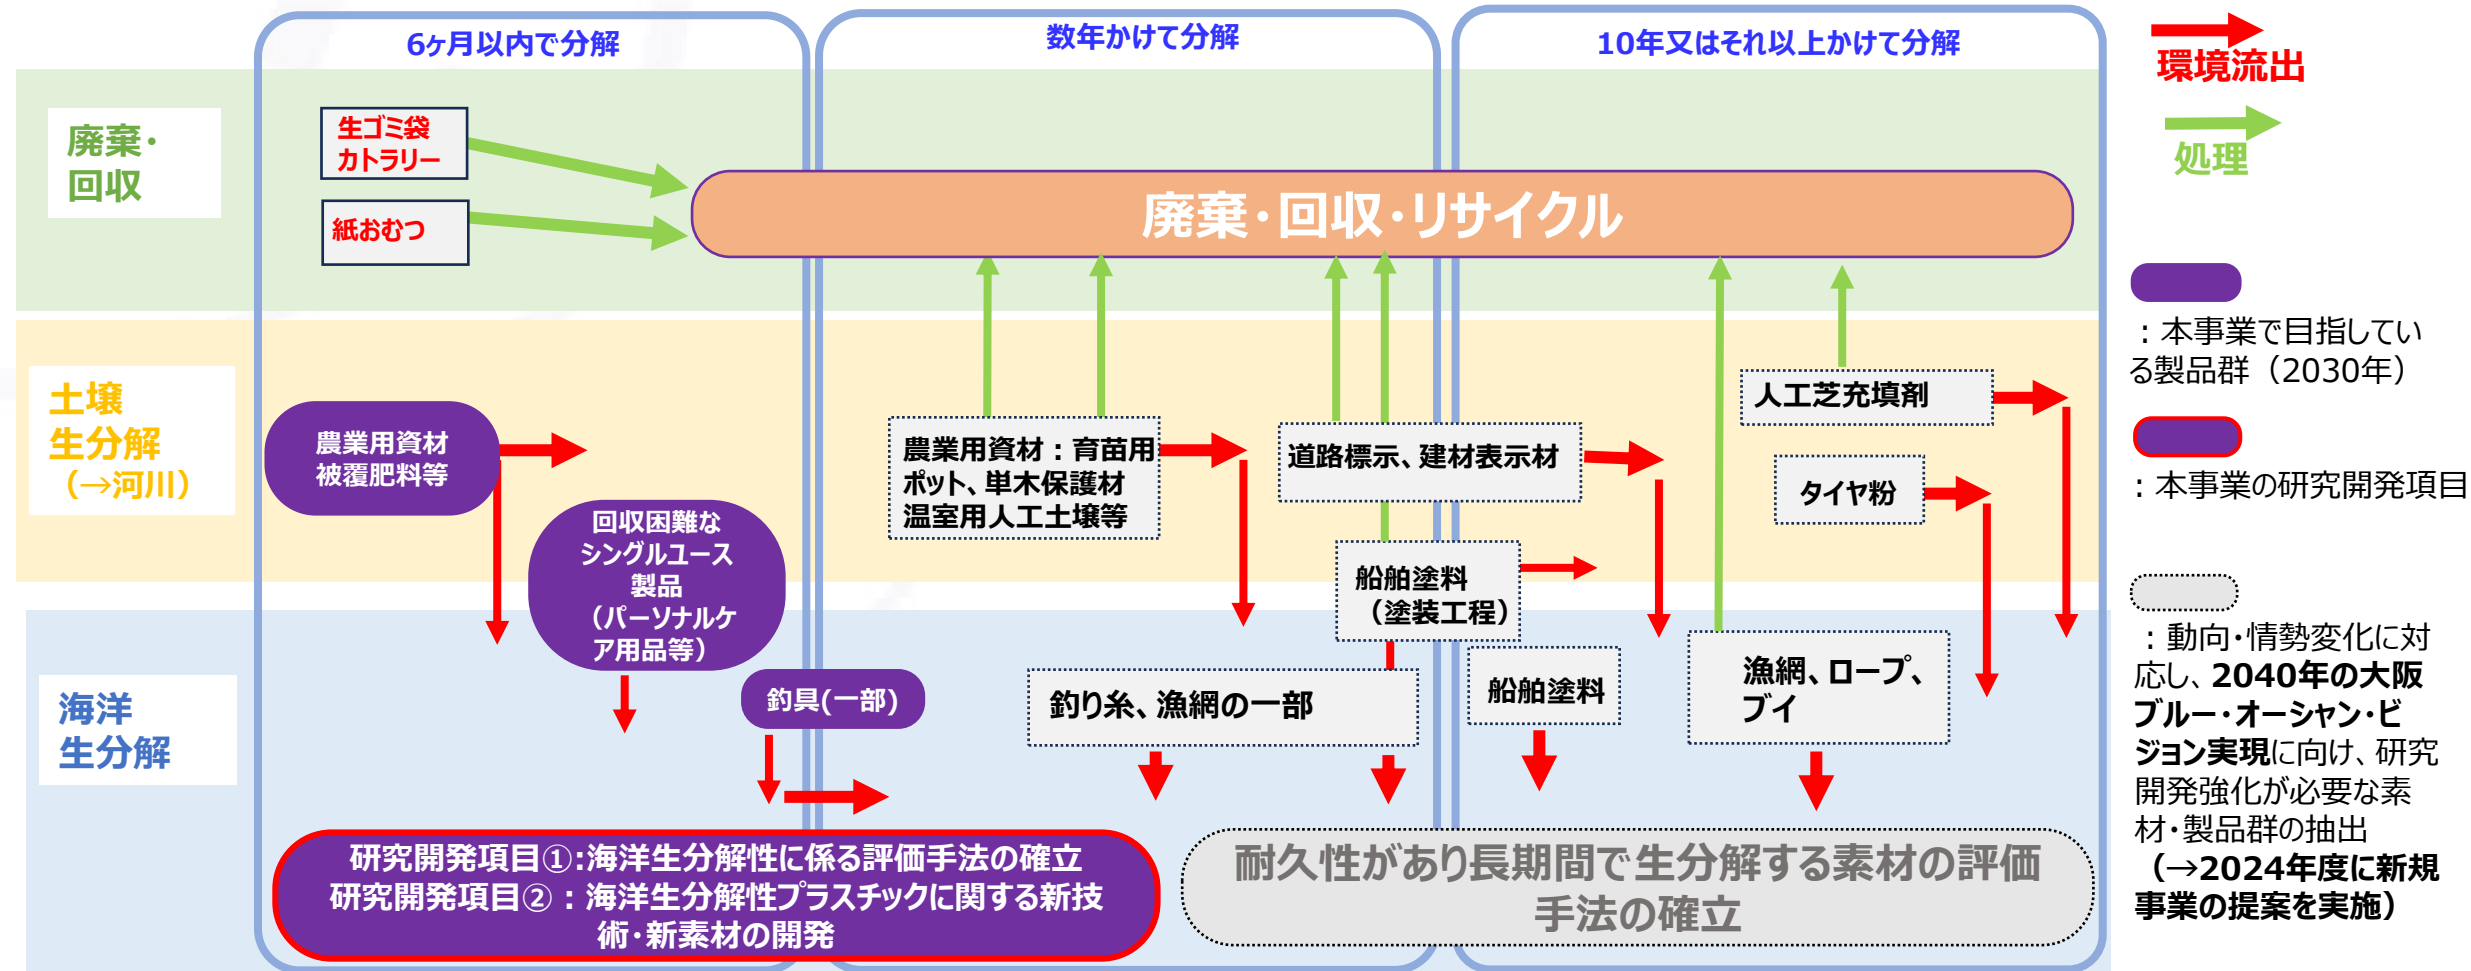 6ヶ月以内で分解
数年かけて分解
10年又はそれ以上かけて分解
環境流出
処理
廃棄・
回収
生ゴミ袋
カトラリー
紙おむつ
廃棄・回収・リサイクル
土壌
生分解
（→河川）
農業用資材
被覆肥料等
回収困難な
シングルユース
製品
（パーソナルケ
ア用品等）
農業用資材：育苗用
ポット、単木保護材
温室用人工土壌等
道路標示、建材表示材
人工芝充填剤
タイヤ粉
船舶塗料
（塗装工程）
海洋
生分解
釣具(一部)
釣り糸、漁網の一部
船舶塗料
漁網、ロープ、
ブイ
研究開発項目①:海洋生分解性に係る評価手法の確立
研究開発項目②：海洋生分解性プラスチックに関する新技
術・新素材の開発
耐久性があり長期間で生分解する素材の評価
手法の確立
：本事業で目指してい
る製品群（2030年）
：本事業の研究開発項目
：動向・情勢変化に対
応し、2040年の大阪
ブルー・オーシャン・ビ
ジョン実現に向け、研究
開発強化が必要な素
材・製品群の抽出
（→2024年度に新規
事業の提案を実施）